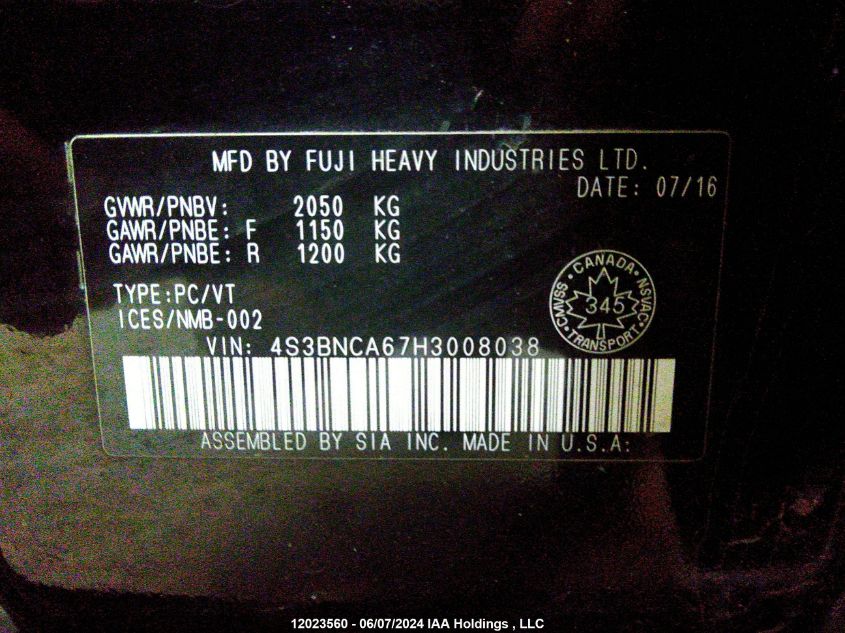 MFD BY FUJI HEAVY INDUSTRIES LTD.
DATE: 07/16
GVWR/PNBV: 2050 KG
GAWR/PNBE: F 1150 KG
GAWR/PNBE: R 1200 KG
TYPE:PC/VT
ICES/NMB-002
CANADA
CMVSS 345 NSVAC
TRANSPORT
VIN: 4S3BNCA67H3008038
ASSEMBLED BY SIA INC. MADE IN U.S.A:
12023560 - 06/07/2024 IAA Holdings , LLC